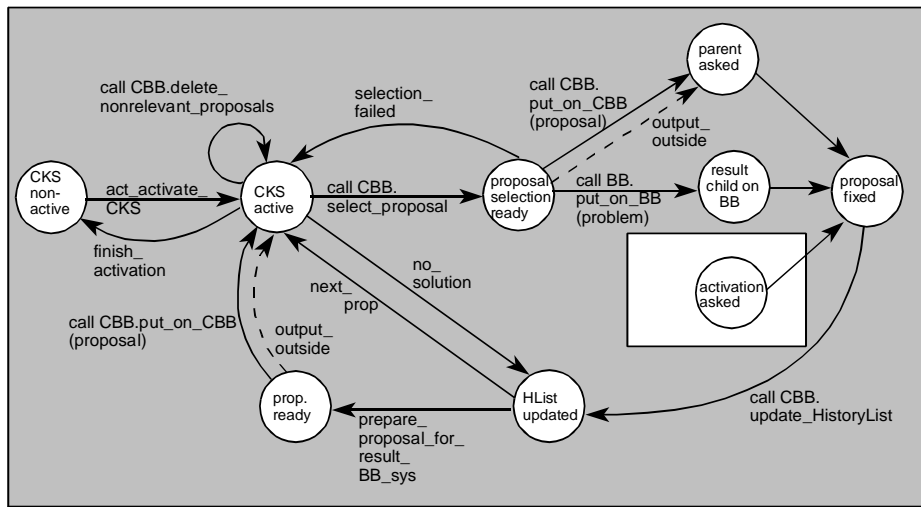 parent
asked
call CBB.delete_
nonrelevant_proposals
selection_
failed
call CBB.
put_on_CBB
(proposal)
output_
outside
CKS
non-
active
act_activate_
CKS
CKS
active
call CBB.
select_proposal
proposal
selection
ready
call BB.
put_on_BB
(problem)
result
child on
BB
proposal
fixed
finish_
activation
no_
solution
next_
prop
activation
asked
call CBB.put_on_CBB
(proposal)
output_
outside
prop.
ready
prepare_
proposal_for_
result_
BB_sys
HList
updated
call CBB.
update_HistoryList